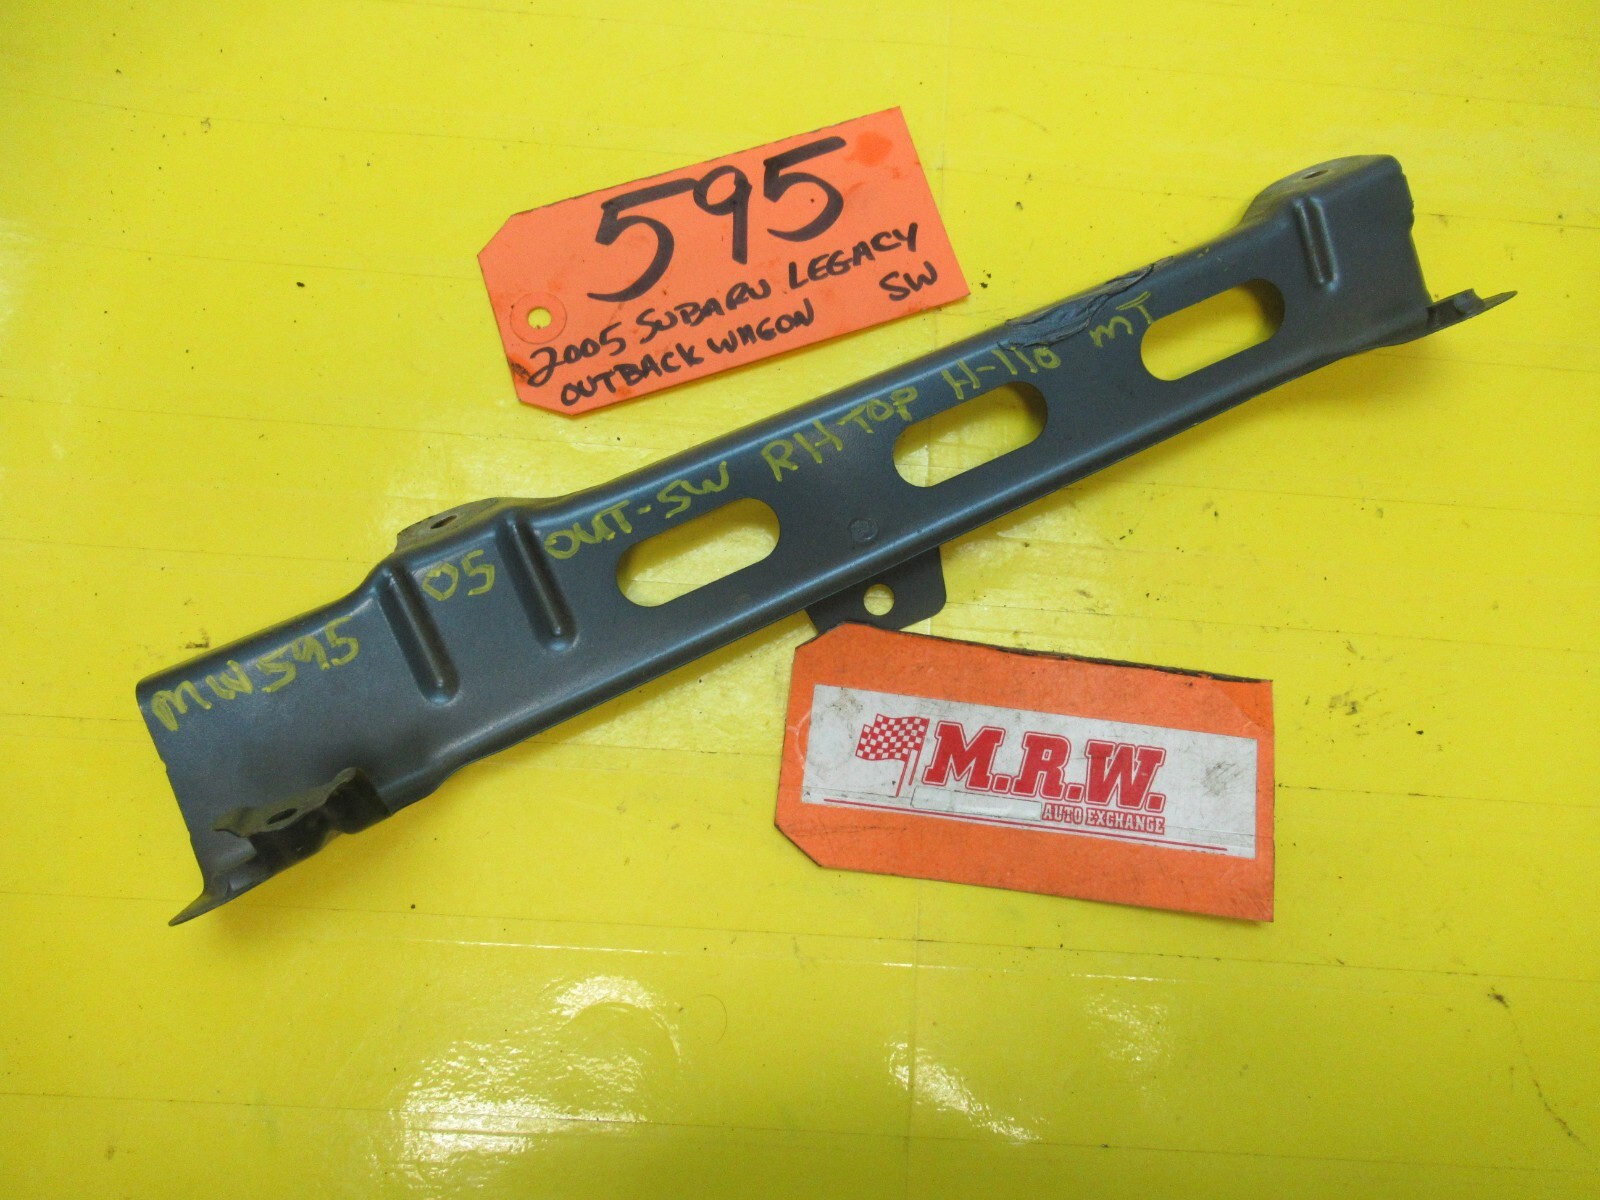 595
2005 SUBARU LEGACY
OUTBACK WAGON SW
MW595 05 OUT-SW RH-TOP H-110 MT
M.R.W.
AUTO EXCHANGE